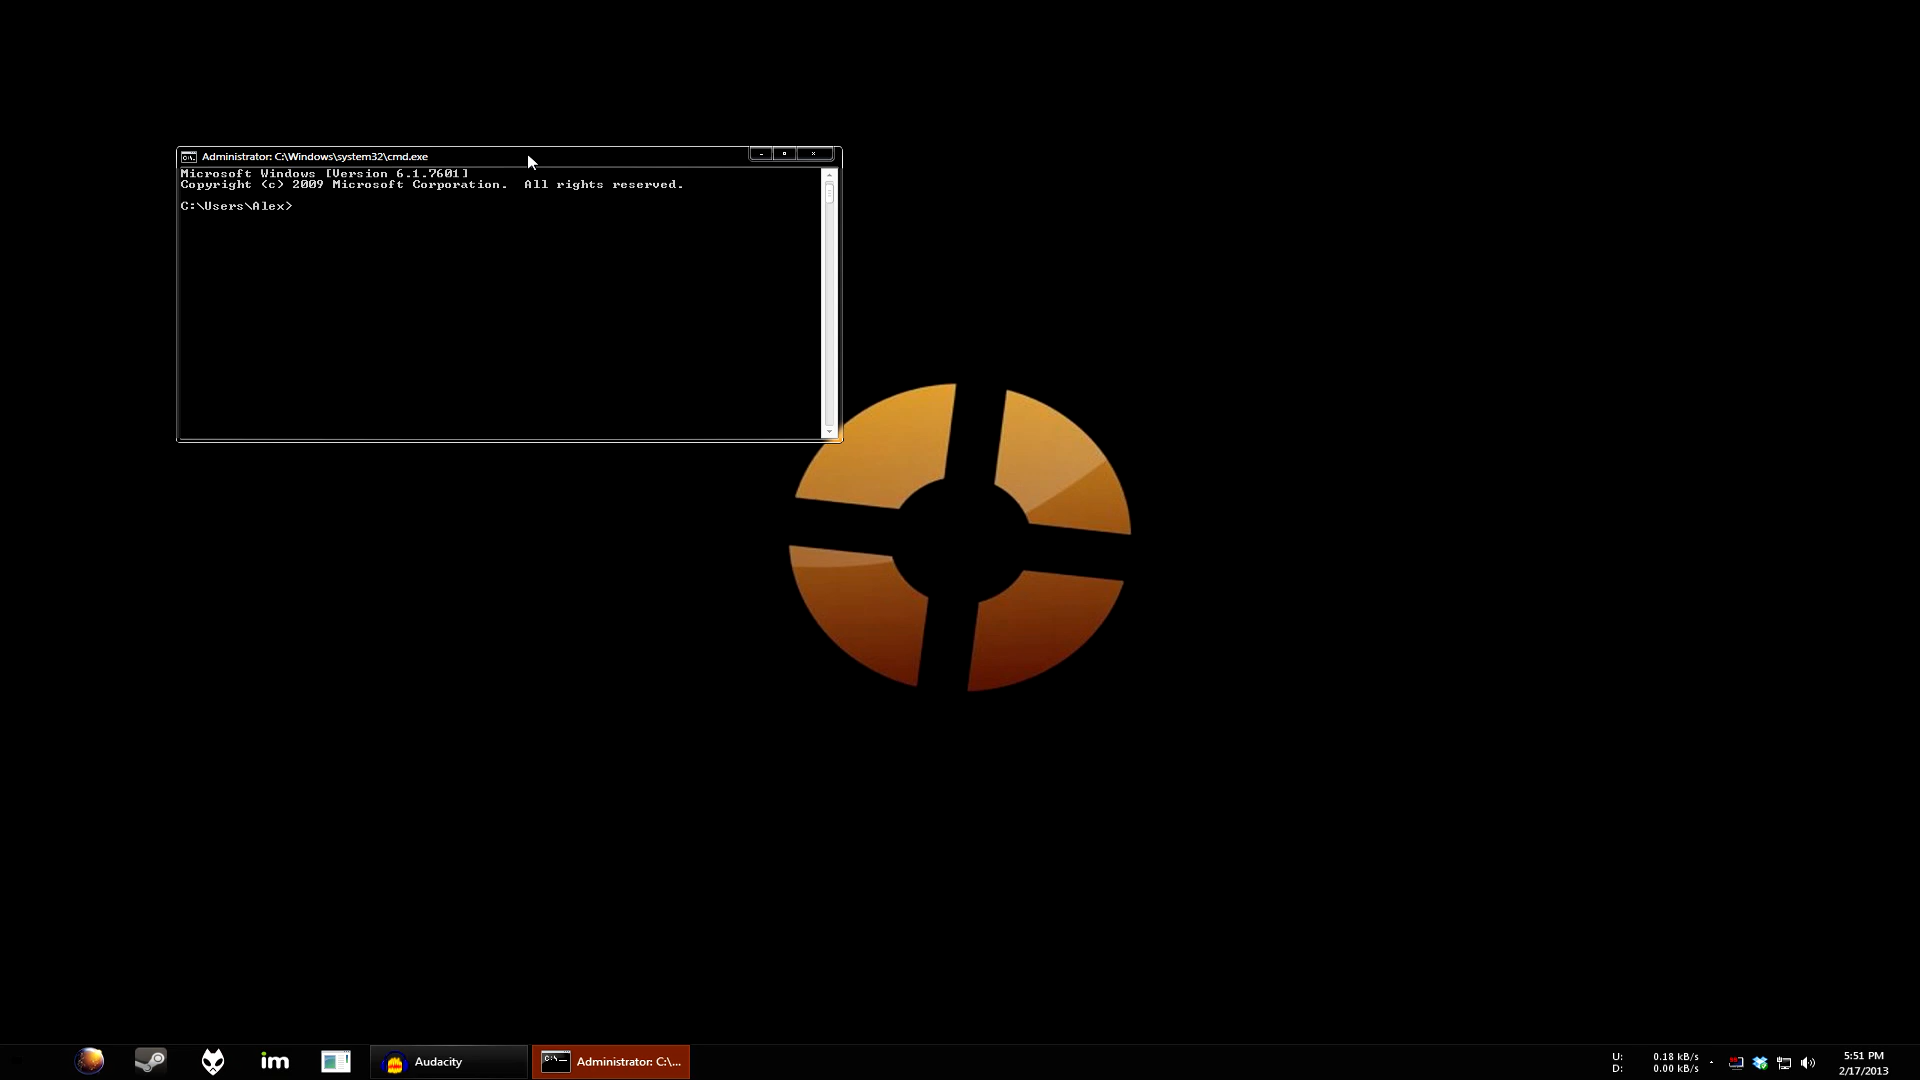 Administrator: C:\Windows\system32\cmd.exe
Microsoft Windows [Version 6.1.7601]
Copyright (c) 2009 Microsoft Corporation.  All rights reserved.
C:\Users\Alex>
im
Audacity
C:\_
Administrator: C:\...
U: 0.18 kB/s
D: 0.00 kB/s
5:51 PM
2/17/2013